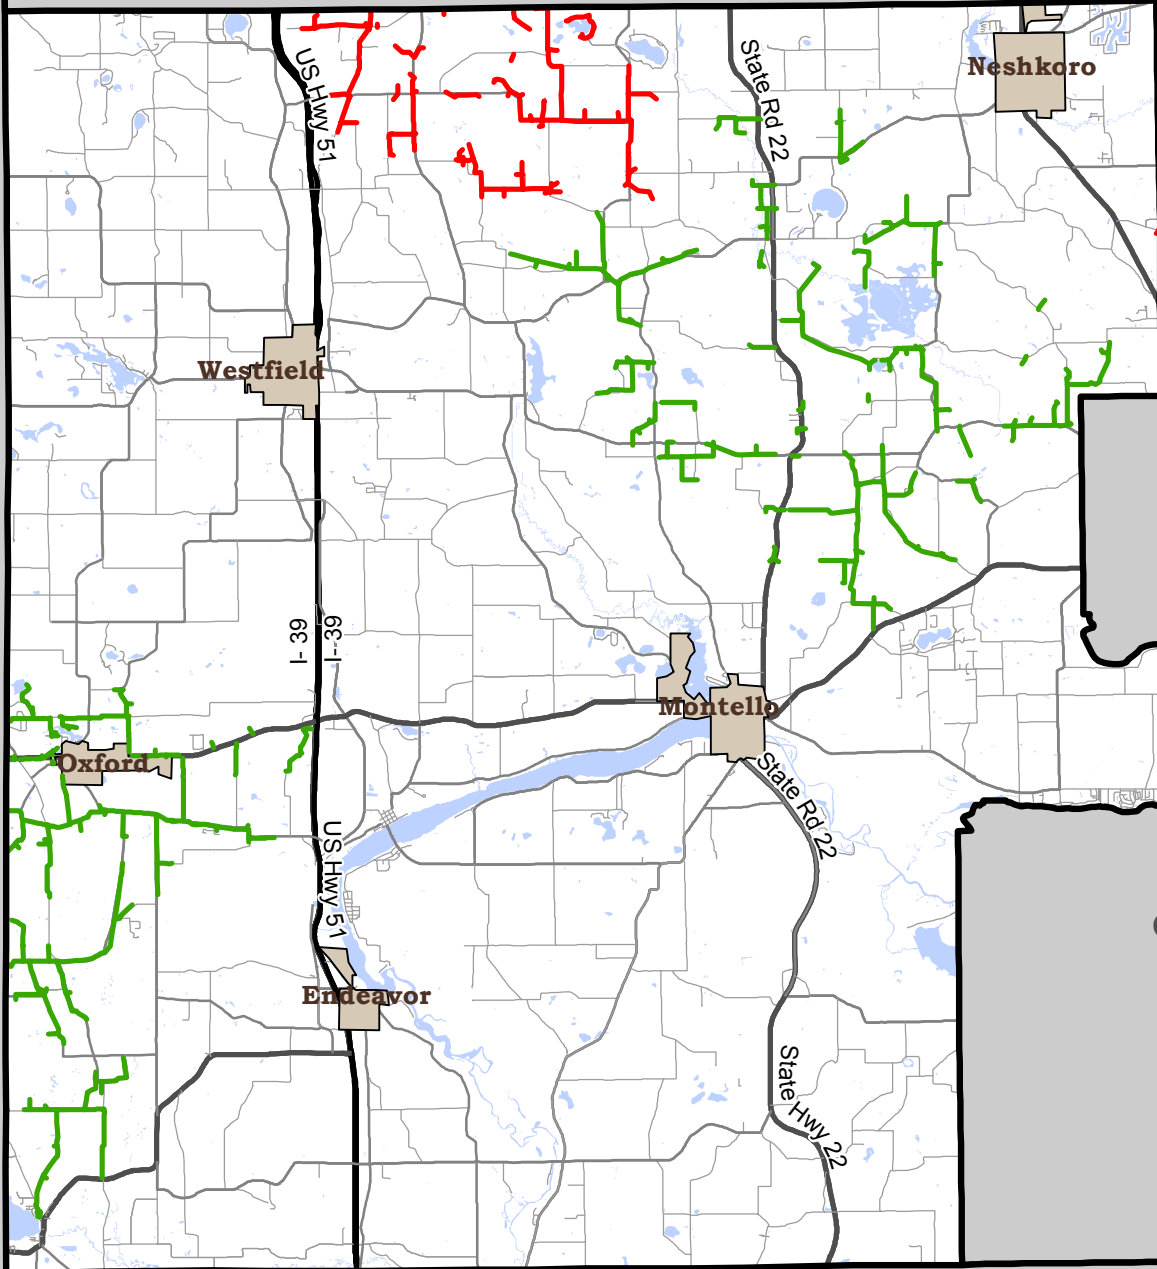 Neshkoro
State Rd 22
US Hwy 51
Westfield
I- 39
I- 39
Montello
Oxford
State Rd 22
US Hwy 51
Endeavor
State Hwy 22